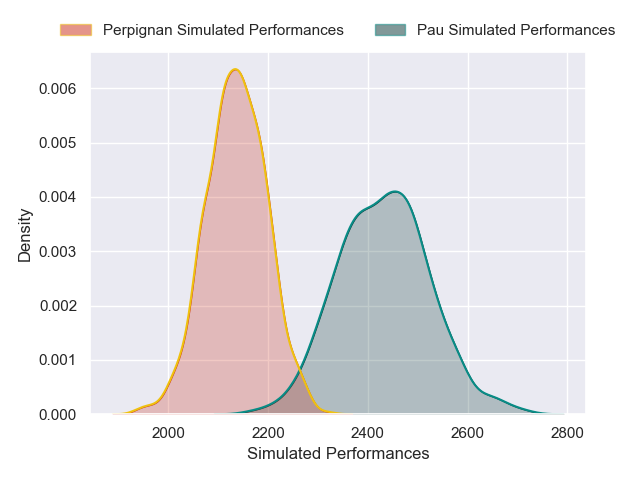 Perpignan Simulated Performances Pau Simulated Performances
0.006
0.005
0.004
0.003
0.002
0.001
0.000
Density
2000 2200 2400 2600 2800
Simulated Performances